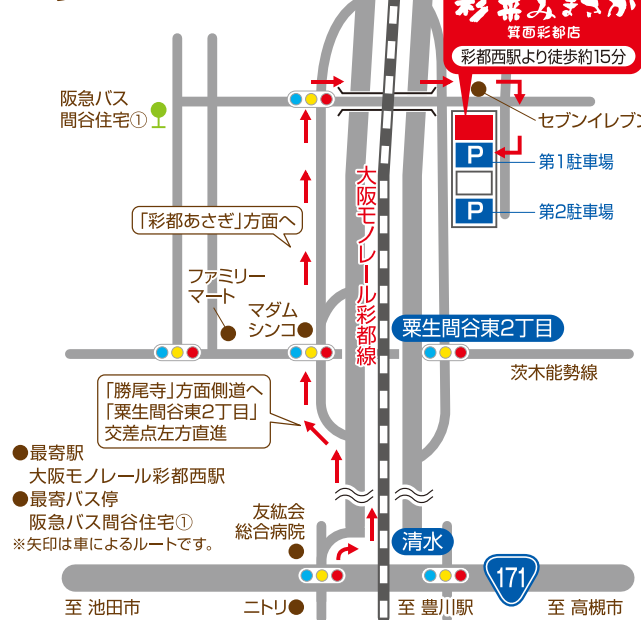 彩菜みまさか
箕面彩都店
彩都西駅より徒歩約15分
阪急バス
間谷住宅①
セブンイレブン
P
第1駐車場
P
第2駐車場
大阪モノレール彩都線
「彩都あさぎ」方面へ
ファミリー
マート
マダム
シンコ
粟生間谷東2丁目
茨木能勢線
「勝尾寺」方面側道へ
「粟生間谷東2丁目」
交差点左方直進
●最寄駅
大阪モノレール彩都西駅
●最寄バス停
阪急バス間谷住宅①
※矢印は車によるルートです。
友紘会
総合病院
清水
171
至 池田市
ニトリ
至 豊川駅
至 高槻市